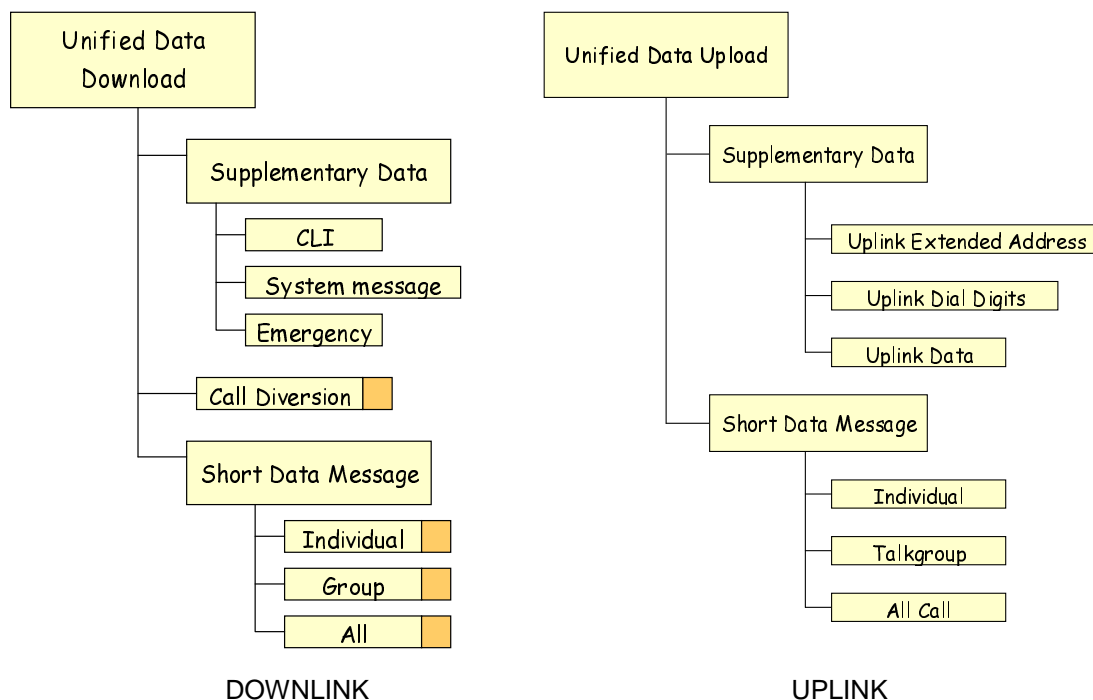 Unified Data
Download
Supplementary Data
CLI
System message
Emergency
Call Diversion
Short Data Message
Individual
Group
All
DOWNLINK
Unified Data Upload
Supplementary Data
Uplink Extended Address
Uplink Dial Digits
Uplink Data
Short Data Message
Individual
Talkgroup
All Call
UPLINK